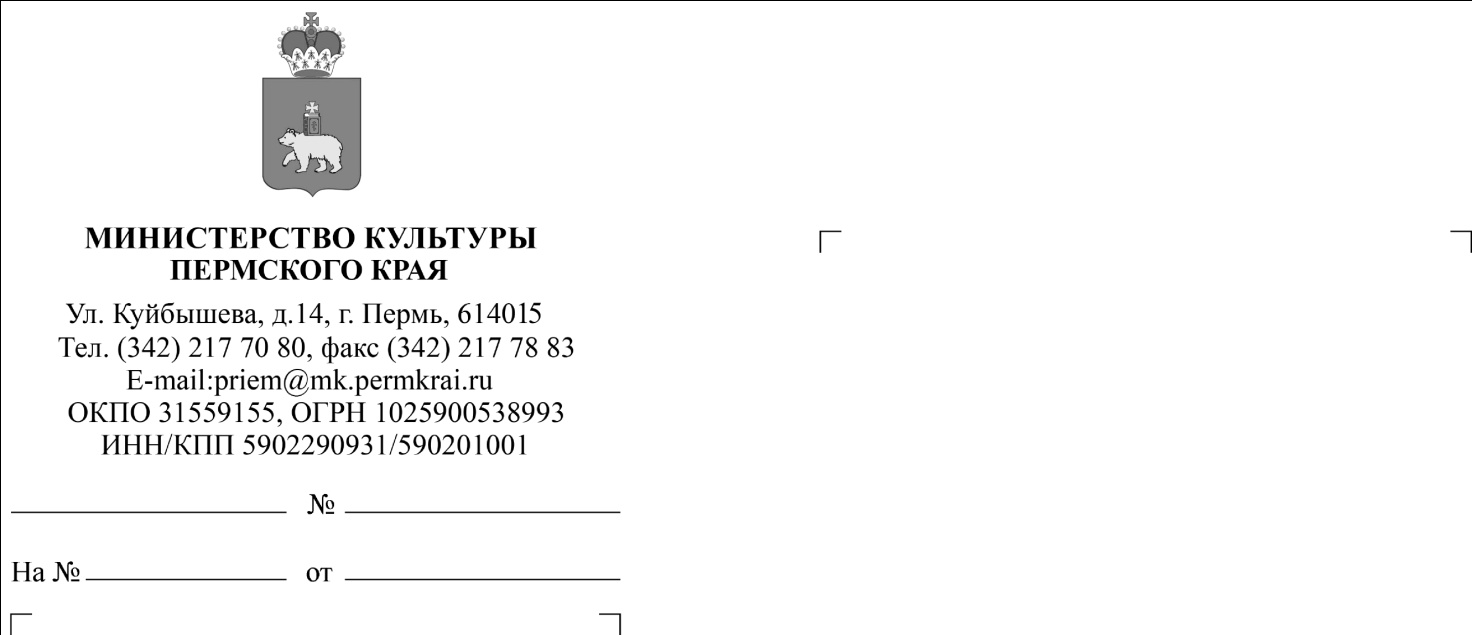 МИНИСТЕРСТВО КУЛЬТУРЫ
ПЕРМСКОГО КРАЯ
Ул. Куйбышева, д.14, г. Пермь, 614015
Тел. (342) 217 70 80, факс (342) 217 78 83
E-mail:priem@mk.permkrai.ru
ОКПО 31559155, ОГРН 1025900538993
ИНН/КПП 5902290931/590201001
№
На № от